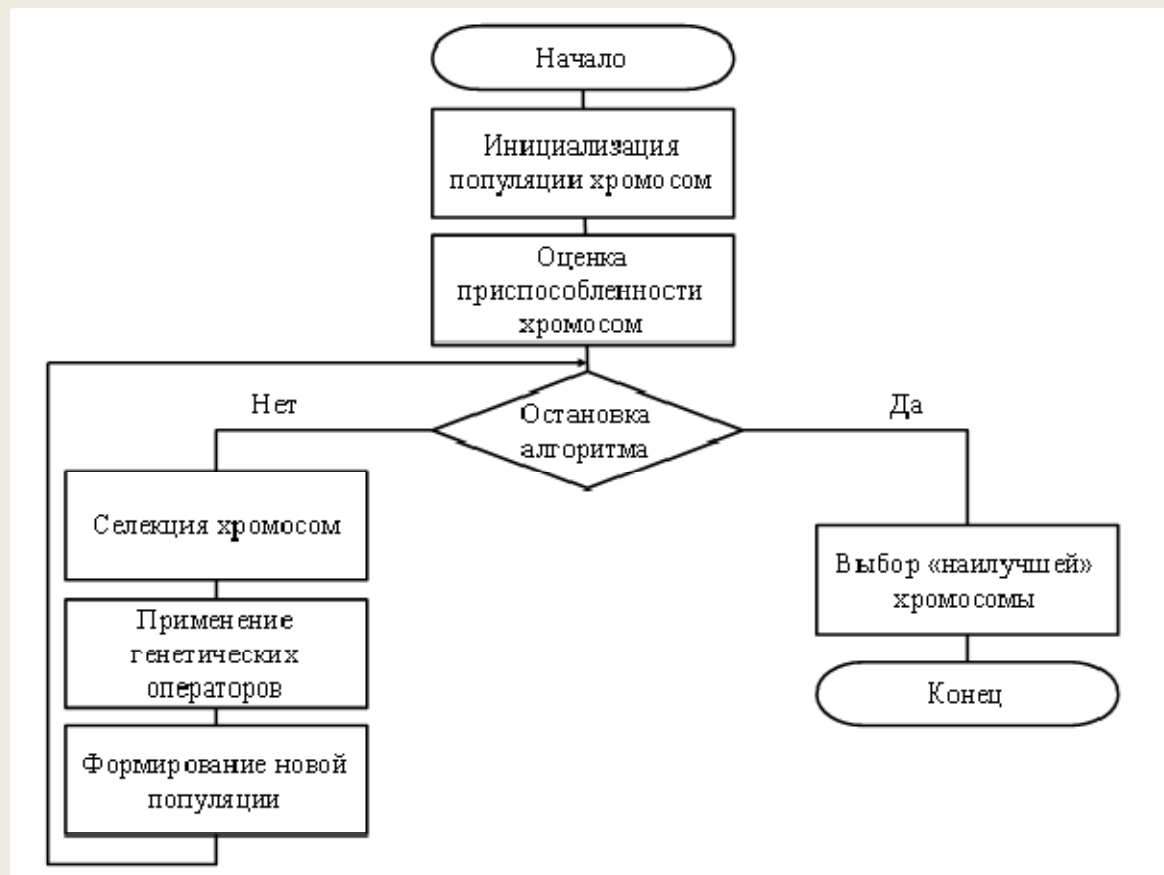 Начало
Инициализация
популяции хромосом
Оценка
приспособленности
хромосом
Нет
Остановка
алгоритма
Да
Селекция хромосом
Применение
генетических
операторов
Формирование новой
популяции
Выбор «наилучшей»
хромосомы
Конец